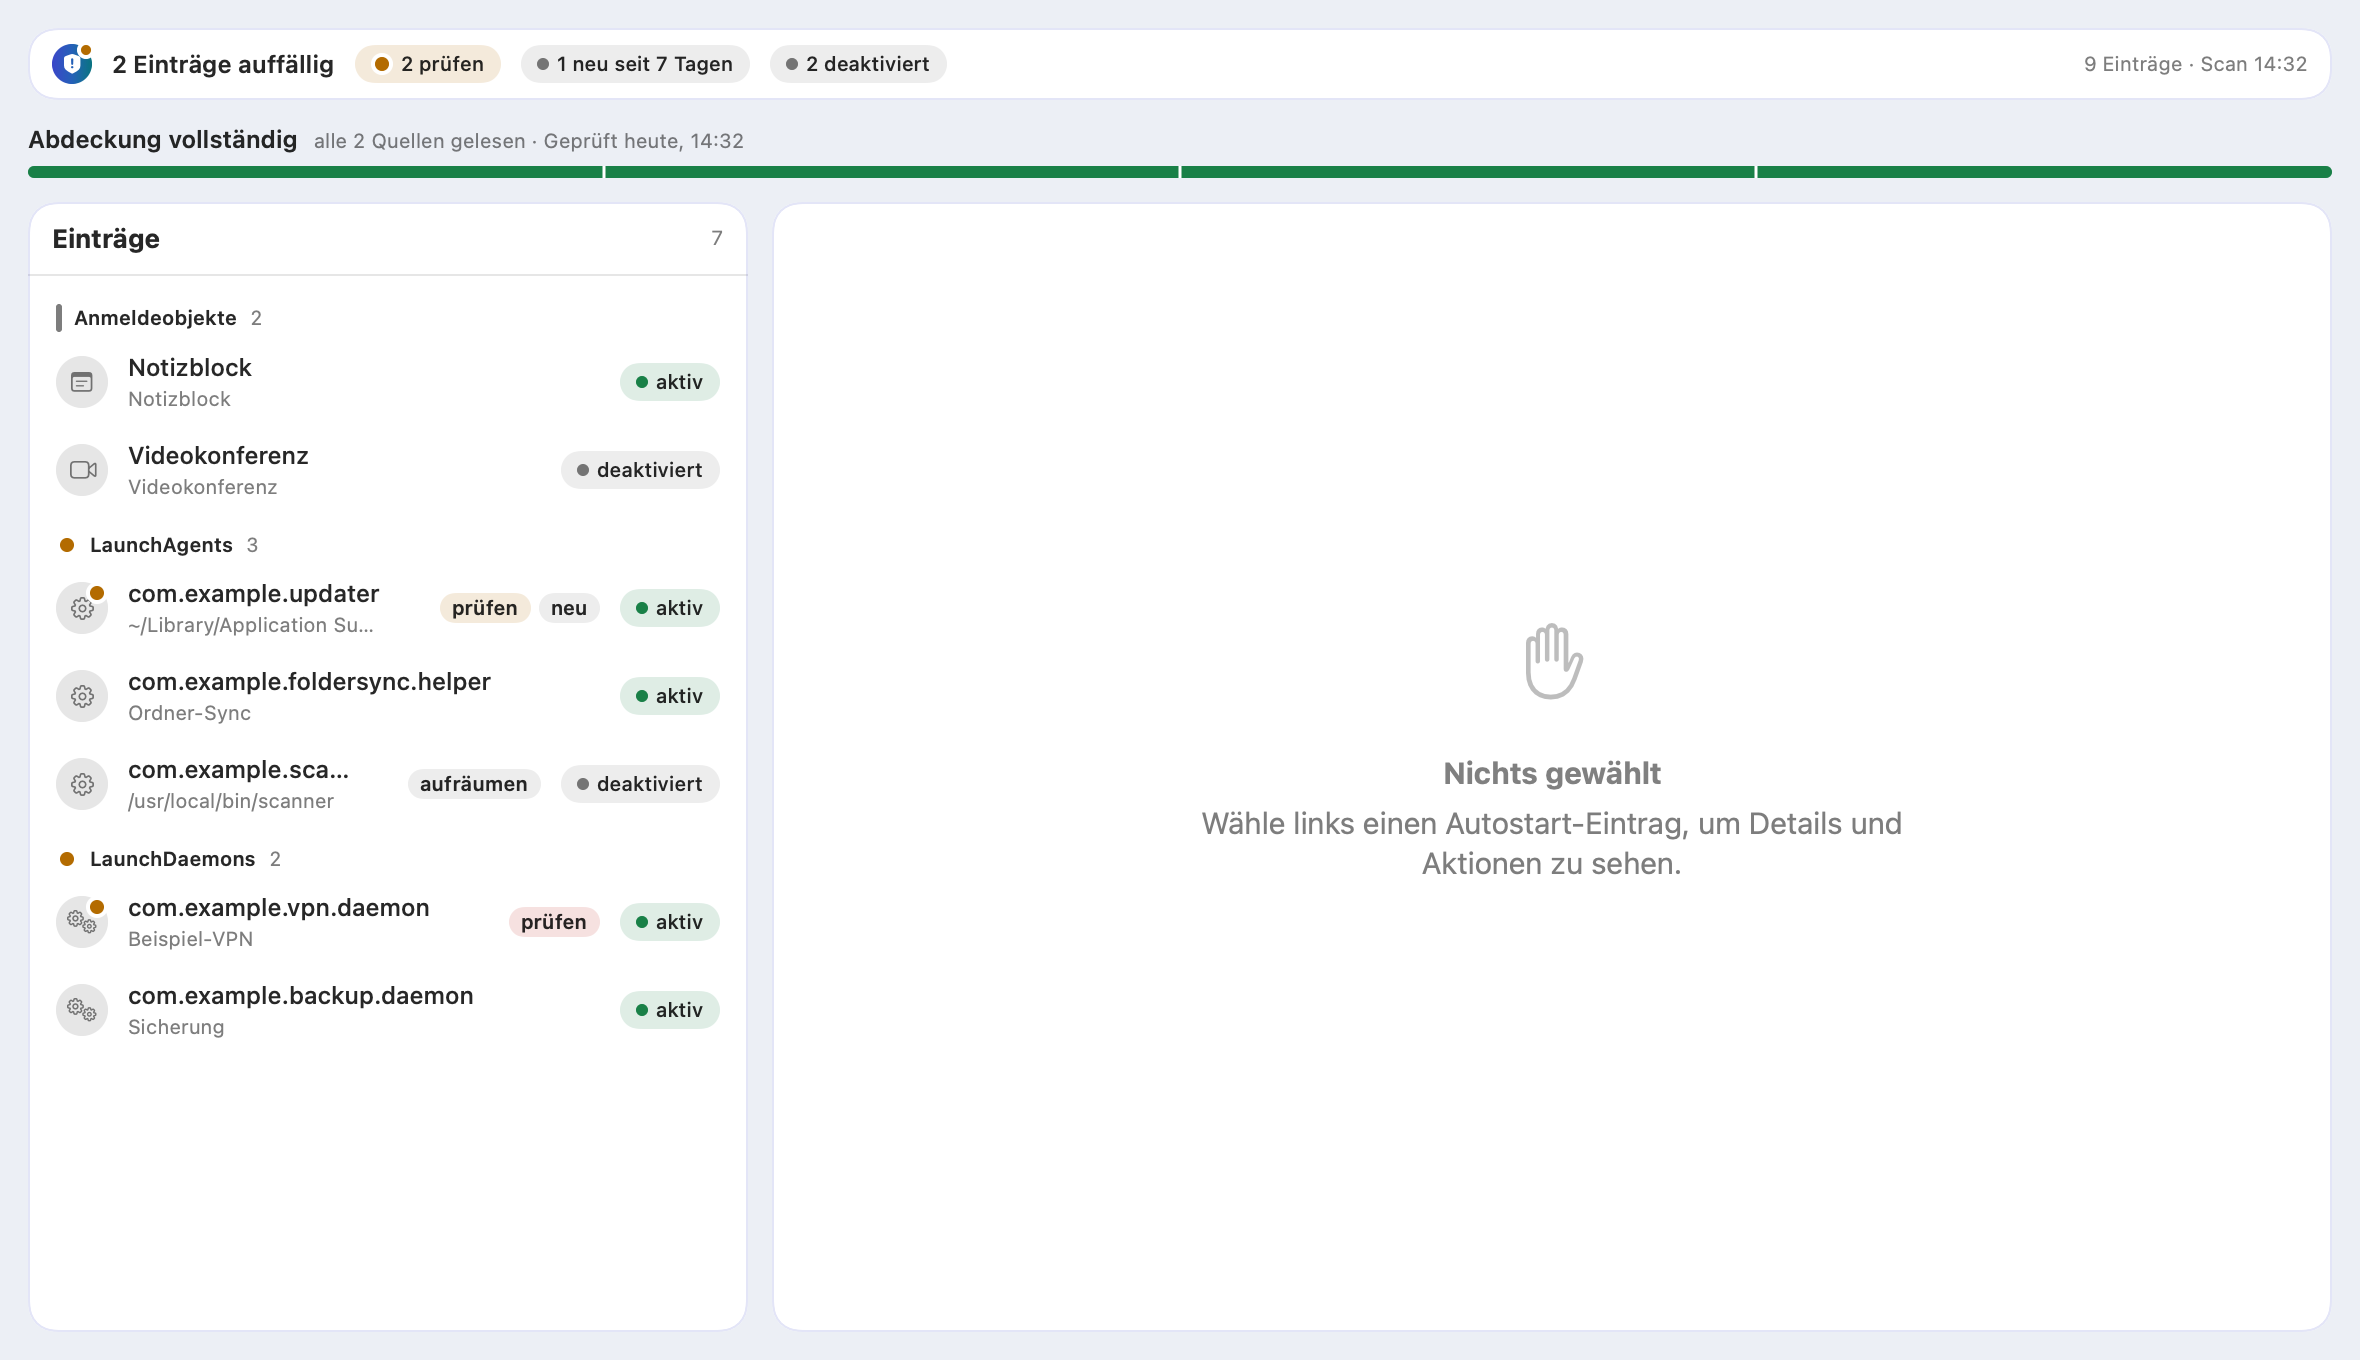 2 Einträge auffällig
2 prüfen
1 neu seit 7 Tagen
2 deaktiviert
9 Einträge · Scan 14:32
Abdeckung vollständig alle 2 Quellen gelesen · Geprüft heute, 14:32
Einträge 7
Anmeldeobjekte 2
Notizblock
Notizblock
aktiv
Videokonferenz
Videokonferenz
deaktiviert
LaunchAgents 3
com.example.updater
~/Library/Application Su...
prüfen neu aktiv
com.example.foldersync.helper
Ordner-Sync
aktiv
com.example.sca...
/usr/local/bin/scanner
aufräumen deaktiviert
LaunchDaemons 2
com.example.vpn.daemon
Beispiel-VPN
prüfen aktiv
com.example.backup.daemon
Sicherung
aktiv
Nichts gewählt
Wähle links einen Autostart-Eintrag, um Details und
Aktionen zu sehen.